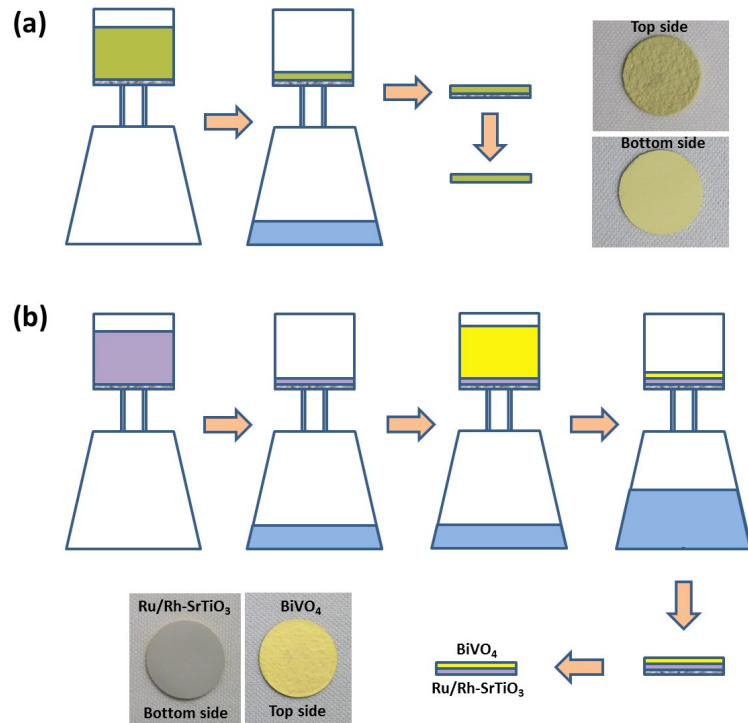 (a)
Top side
Bottom side
(b)
Ru/Rh-SrTiO₃
BiVO₄
Bottom side
Top side
BiVO₄
Ru/Rh-SrTiO₃